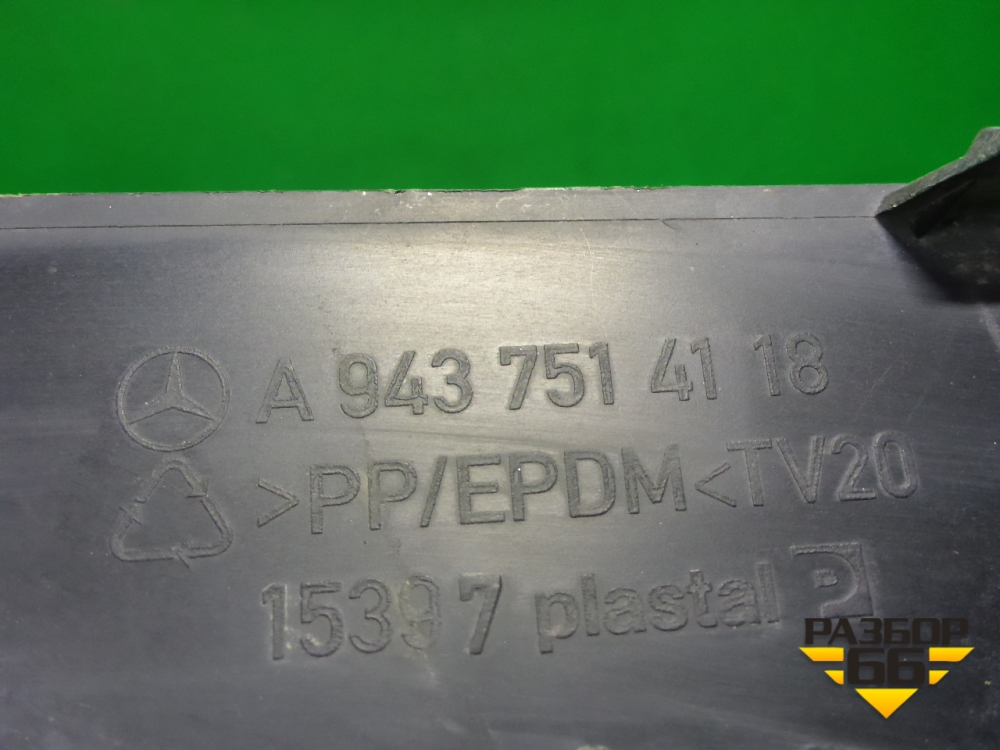 A 943 751 41 18
>PP/EPDM<TV20
15397 plastal P
РАЗБОР
66